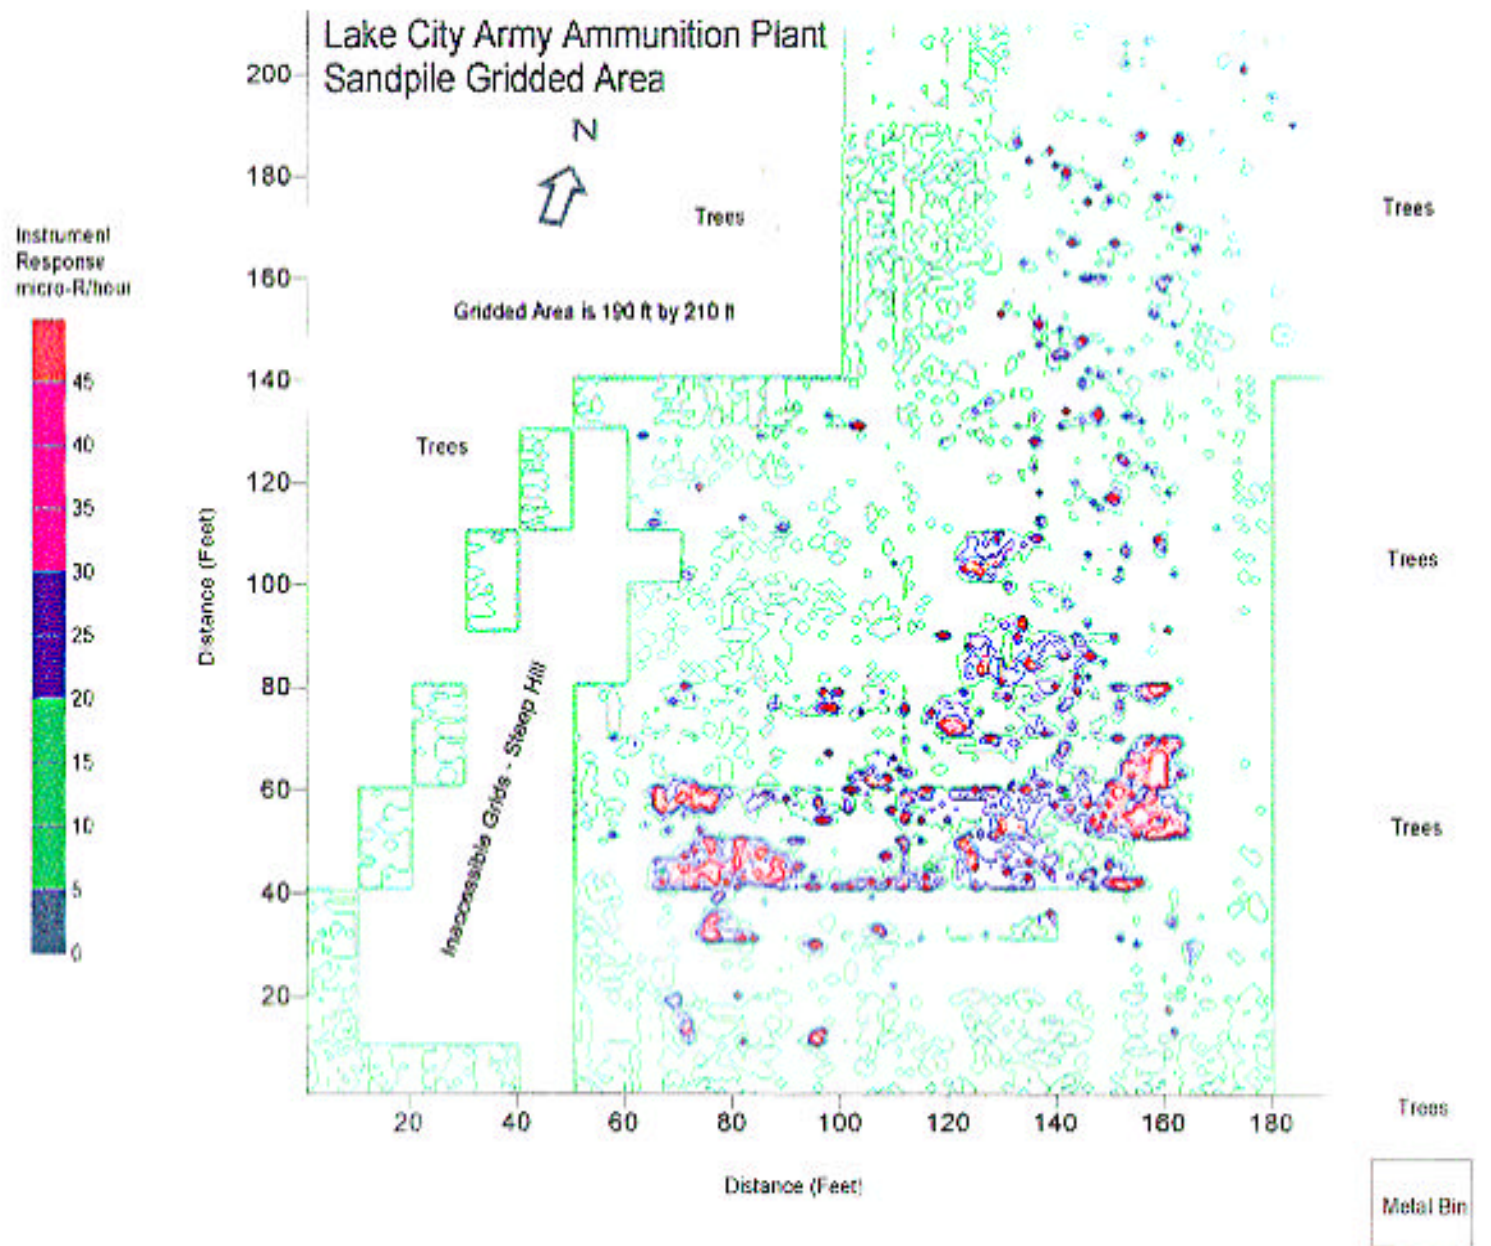 Lake City Army Ammunition Plant
Sandpile Gridded Area
N
Trees
Trees
Instrument
Response
micro-R/hour
Gridded Area is 190 ft by 210 ft
Trees
Trees
Trees
Trees
Inaccessible Grids - Steep Hill
45
40
35
30
25
20
15
10
5
0
Distance (Feet)
200
180
160
140
120
100
80
60
40
20
20
40
60
80
100
120
140
160
180
Distance (Feet)
Metal Bin